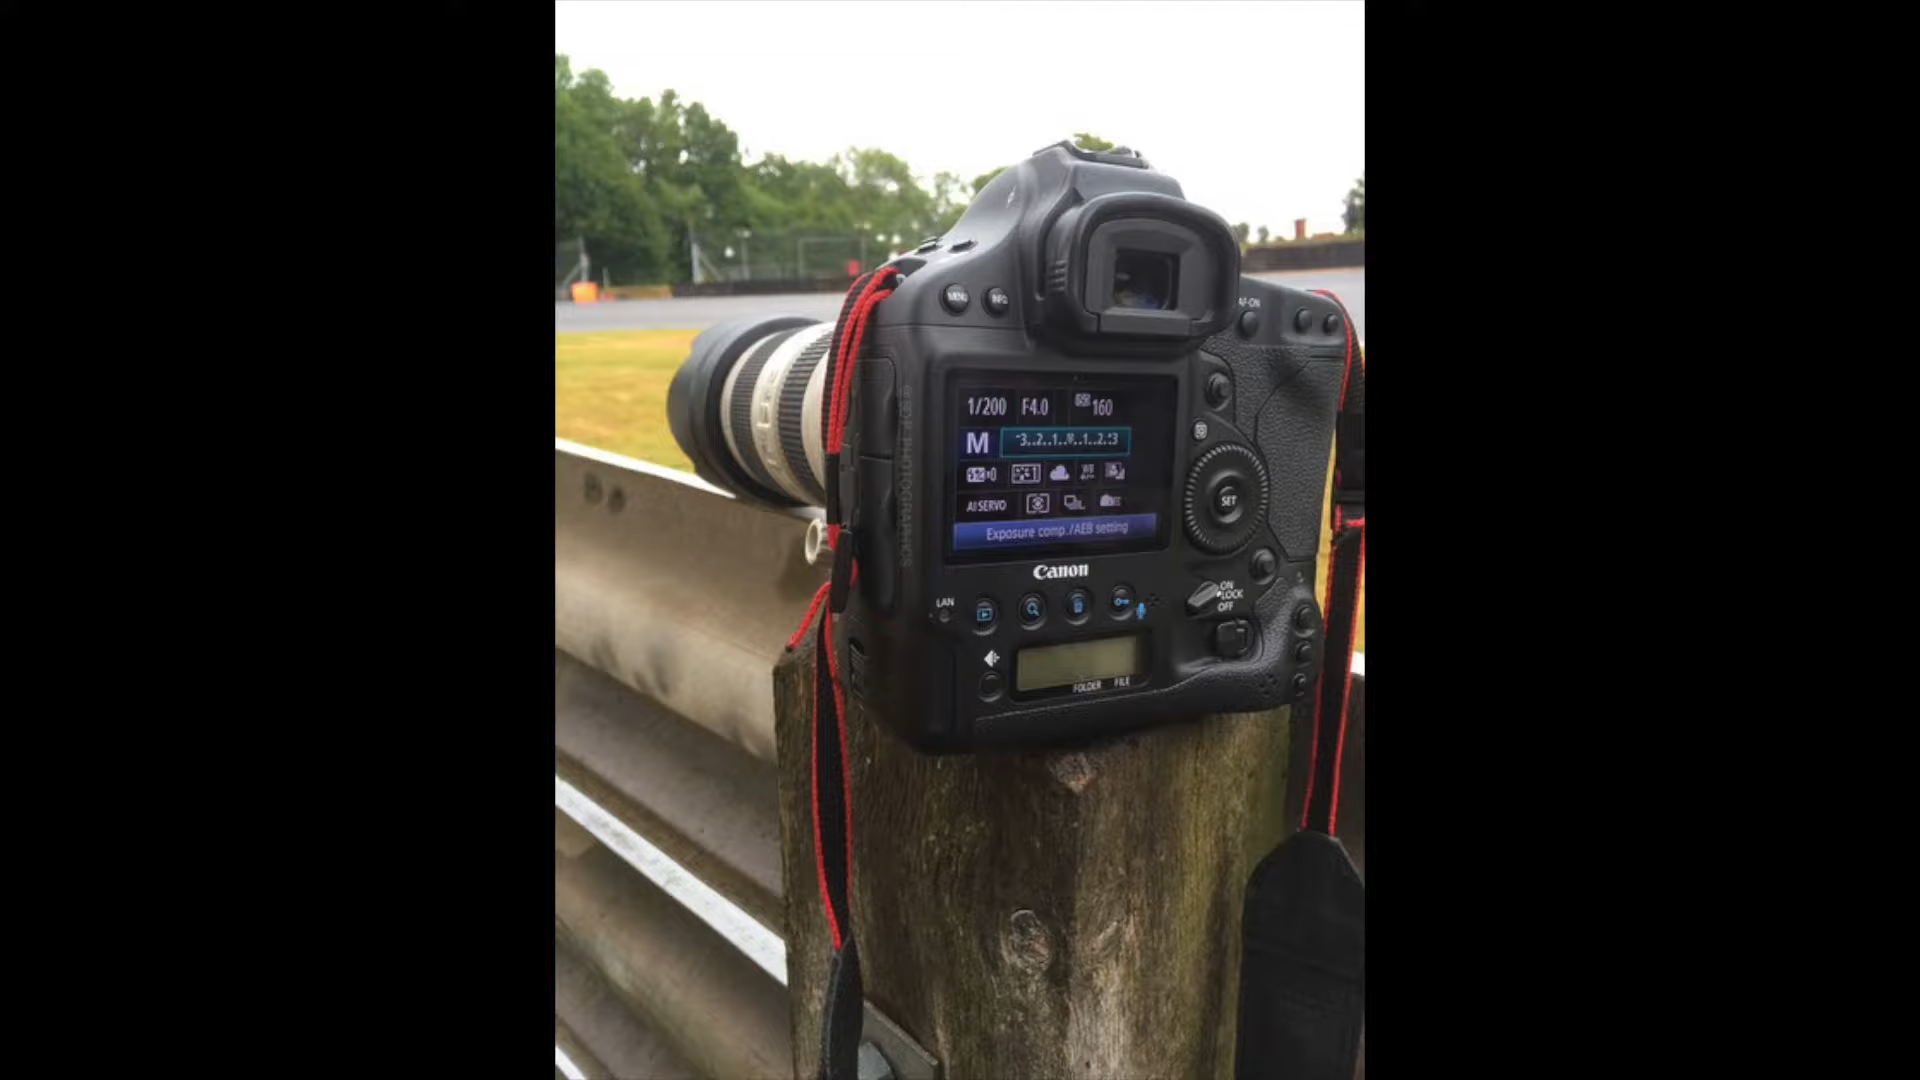 MENU INFO
AF-ON
1/200 F4.0 ISO 160
M -3..2..1..0..1..2..+3
AI SERVO
Exposure comp./AEB setting
Canon
LAN
SET
ON
LOCK
OFF
FOLDER FILE